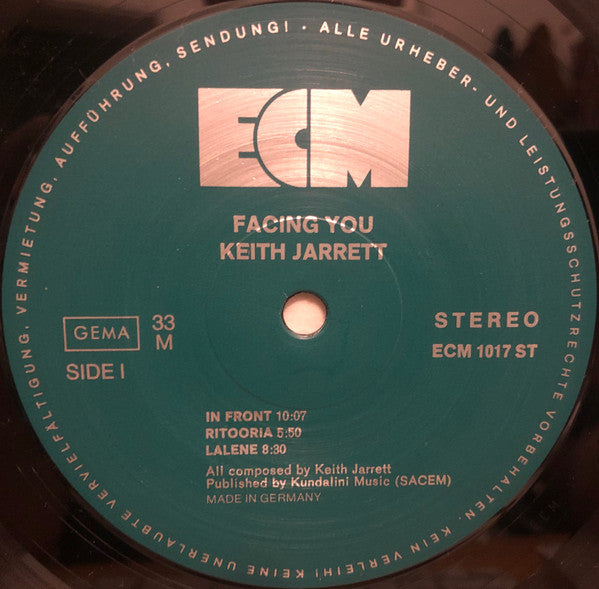 ALLE URHEBER- UND LEISTUNGSSCHUTZRECHTE VORBEHALTEN. KEIN VERLEIH! KEINE UNERLAUBTE VERVIELFÄLTIGUNG, VERMIETUNG, AUFFÜHRUNG, SENDUNG! ·
ECM
FACING YOU
KEITH JARRETT
GEMA
33
M
SIDE I
STEREO
ECM 1017 ST
IN FRONT 10:07
RITOORIA 5:50
LALENE 8:30
All composed by Keith Jarrett
Published by Kundalini Music (SACEM)
MADE IN GERMANY